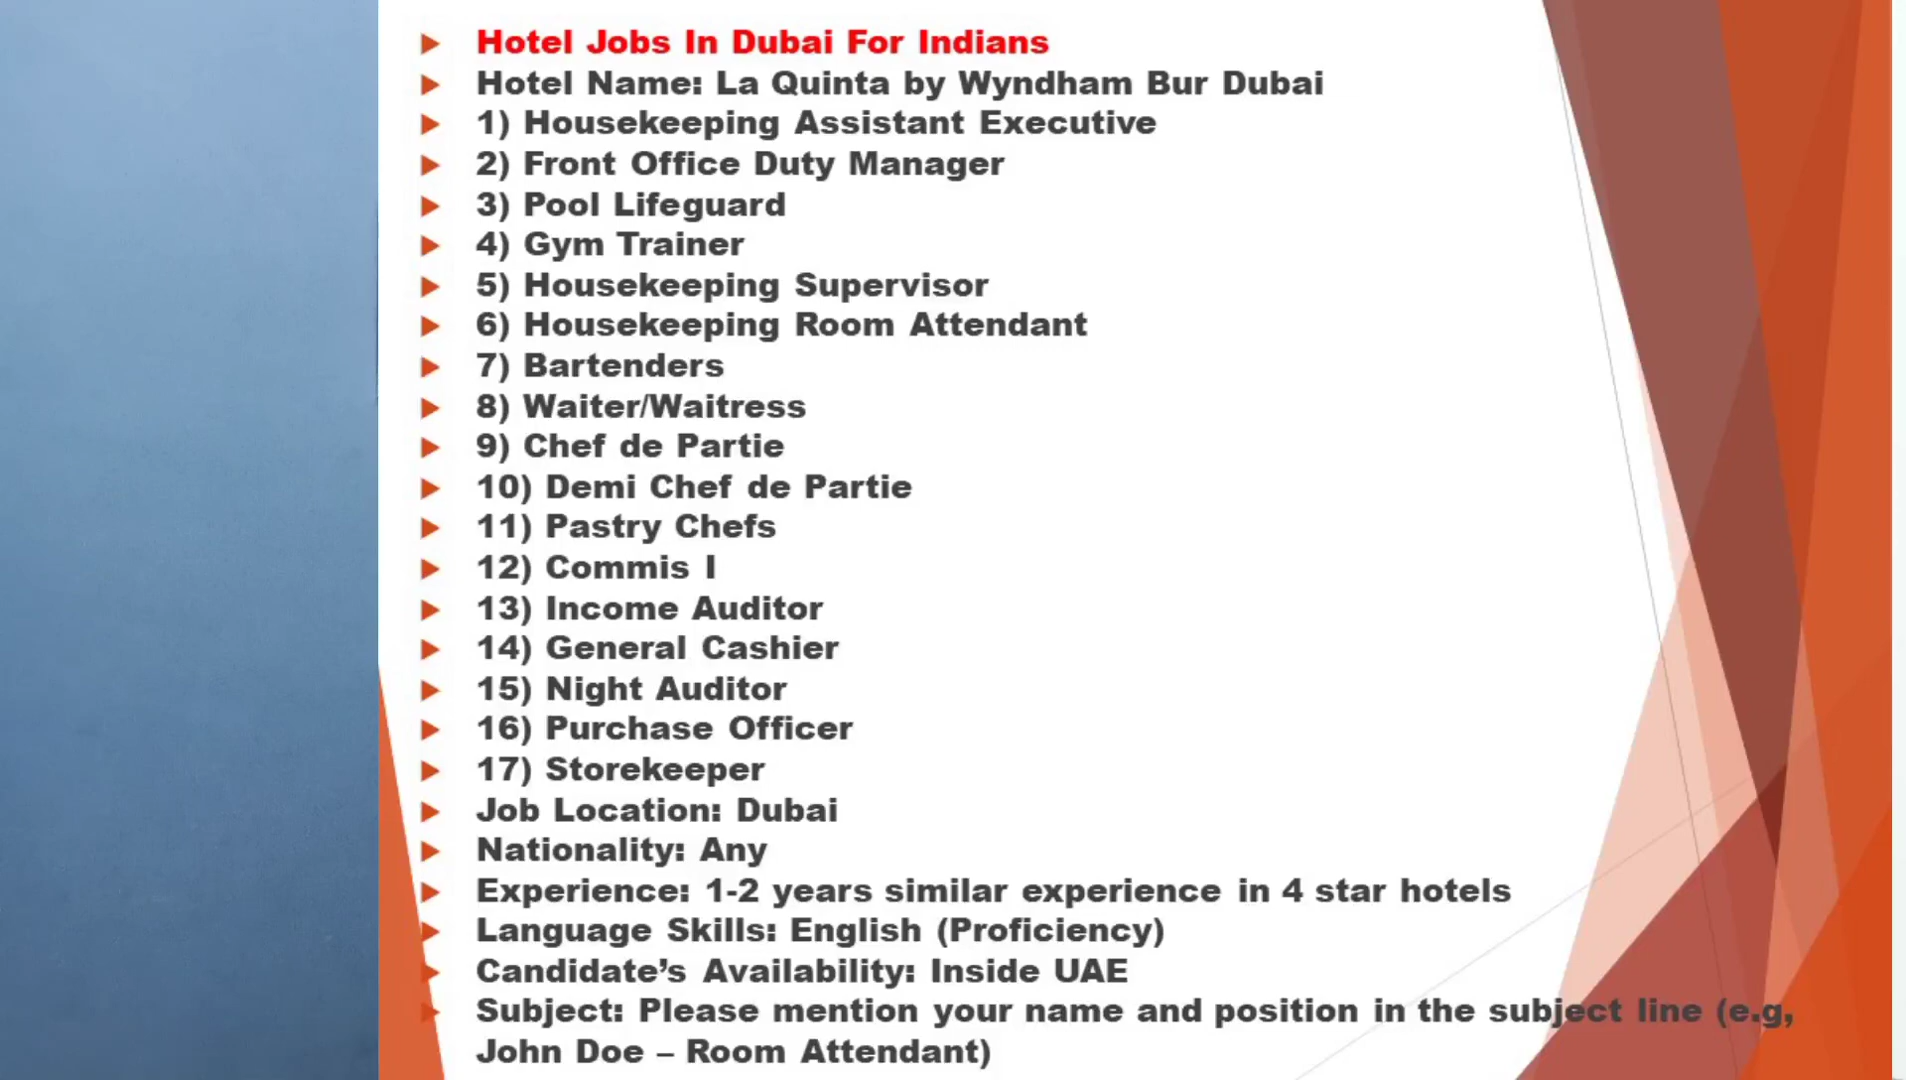 Hotel Jobs In Dubai For Indians
Hotel Name: La Quinta by Wyndham Bur Dubai
1) Housekeeping Assistant Executive
2) Front Office Duty Manager
3) Pool Lifeguard
4) Gym Trainer
5) Housekeeping Supervisor
6) Housekeeping Room Attendant
7) Bartenders
8) Waiter/Waitress
9) Chef de Partie
10) Demi Chef de Partie
11) Pastry Chefs
12) Commis I
13) Income Auditor
14) General Cashier
15) Night Auditor
16) Purchase Officer
17) Storekeeper
Job Location: Dubai
Nationality: Any
Experience: 1-2 years similar experience in 4 star hotels
Language Skills: English (Proficiency)
Candidate’s Availability: Inside UAE
Subject: Please mention your name and position in the subject line (e.g,
John Doe – Room Attendant)